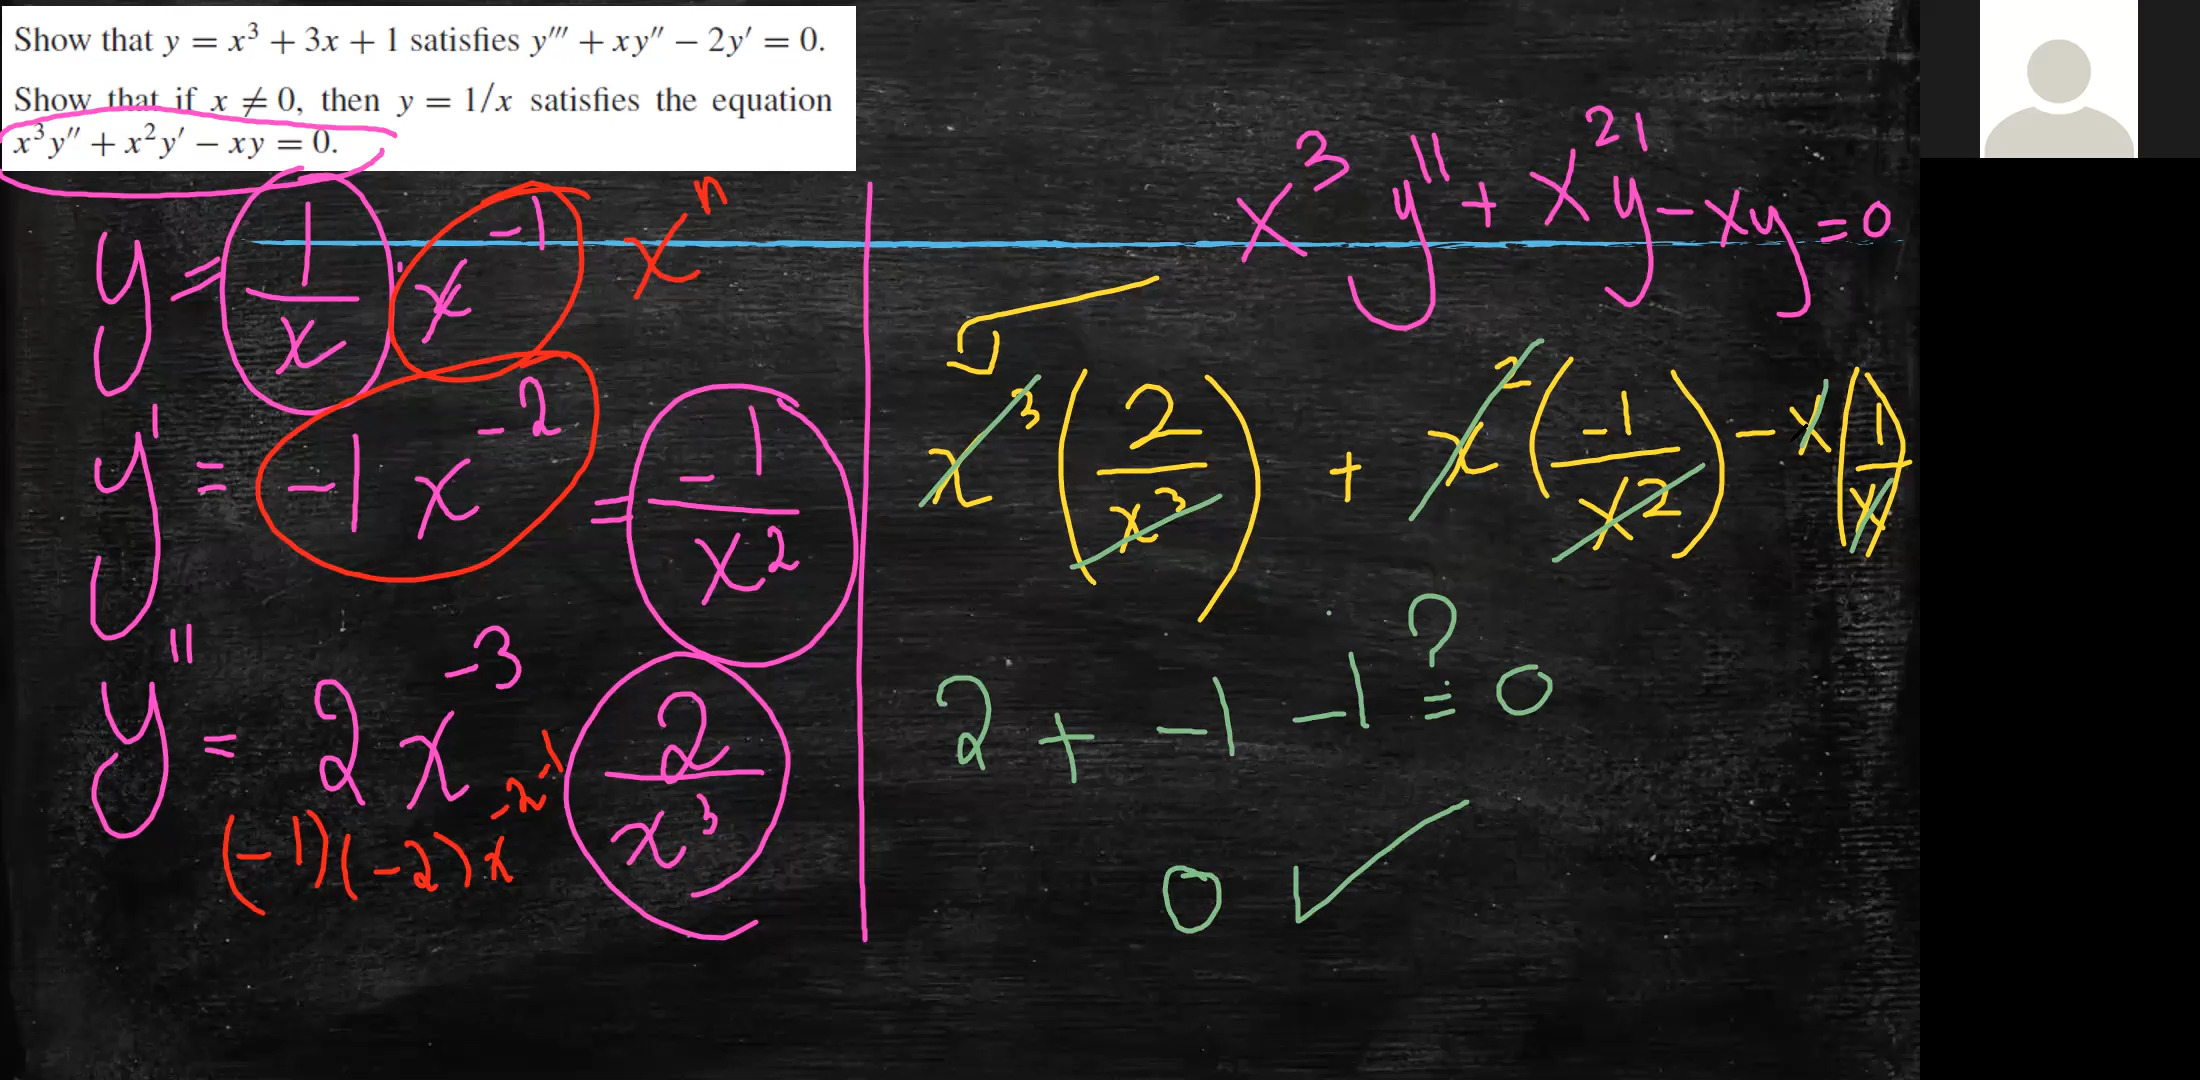 Show that y = x³ + 3x + 1 satisfies y′′′ + xy′′ − 2y′ = 0.
Show that if x ≠ 0, then y = 1/x satisfies the equation
x³y′′ + x²y′ − xy = 0.
y = 1/x x⁻¹ xⁿ
y' = -1 x⁻² = -1/x²
y'' = 2x⁻³ 2/x³
(-1)(-2)x⁻²⁻¹
x³y'' + x²y' - xy = 0
x³(2/x³) + x²(-1/x²) - x(1/x)
2 + -1 -1 ?= 0
0 ✓